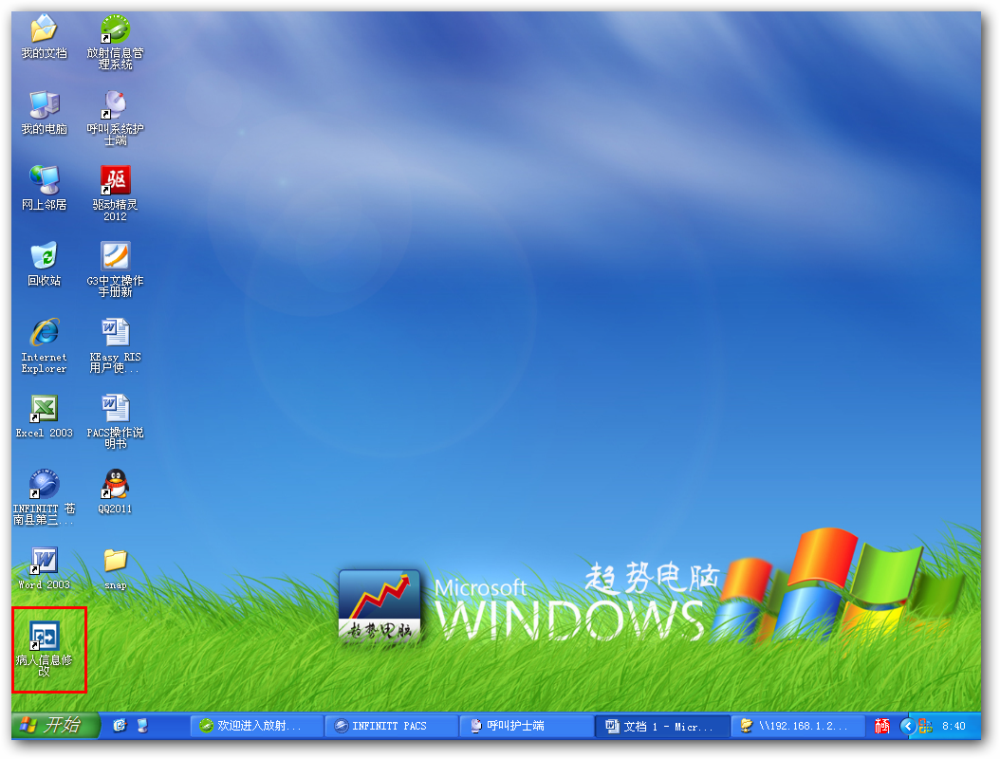 我的文档
放射信息管
理系统
我的电脑
呼叫系统护
士端
网上邻居
驱
驱动精灵
2012
回收站
G3中文操作
手册新
Internet
Explorer
KEasy RIS
用户使...
Excel 2003
PACS操作说
明书
INFINITT
INFINITT 苍
南县第三...
QQ2011
Word 2003
snap
病人信息修
改
趋势电脑
Microsoft
WINDOWS
趋势电脑
开始
欢迎进入放射...
INFINITT PACS
呼叫护士端
文档 1 - Micr...
\\192.168.1.2...
极
8:40